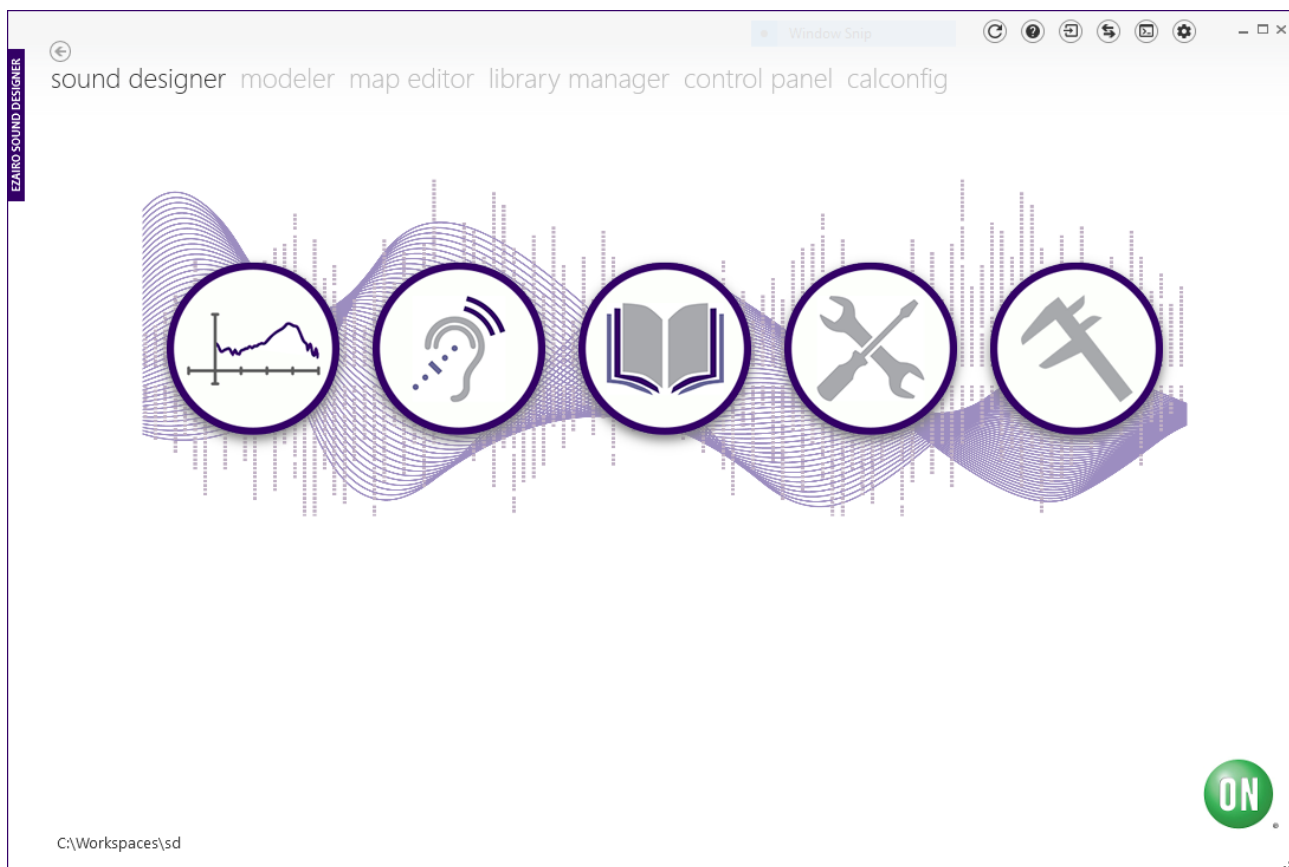 Window Snip
EZAIRO SOUND DESIGNER
sound designer modeler map editor library manager control panel calconfig
ON
C:\Workspaces\sd